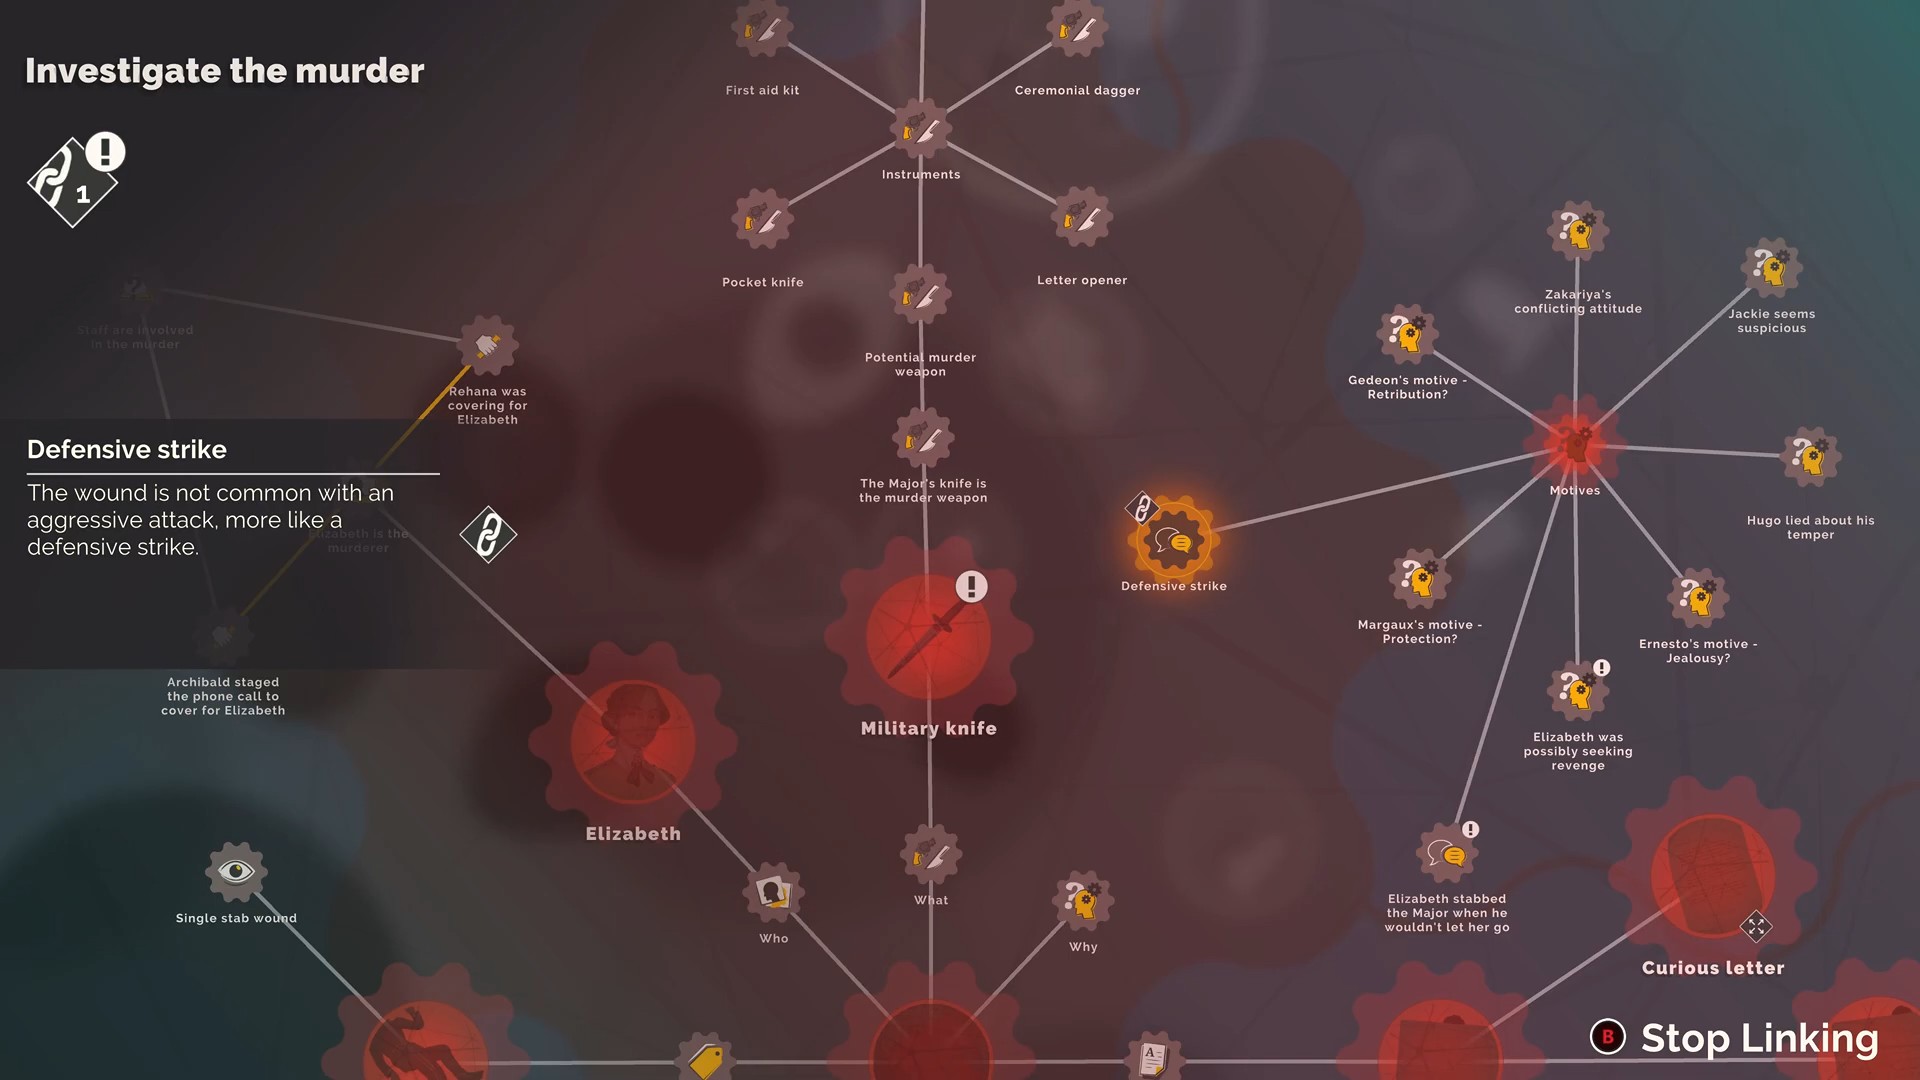 Investigate the murder
1
First aid kit
Ceremonial dagger
Instruments
Pocket knife
Letter opener
Zakariya's
conflicting attitude
Jackie seems
suspicious
Staff are involved
in the murder
Potential murder
weapon
Gedeon's motive -
Retribution?
Rehana was
covering for
Elizabeth
Defensive strike
The wound is not common with an
aggressive attack, more like a
defensive strike.
Elizabeth is the
murderer
The Major's knife is
the murder weapon
Motives
Hugo lied about his
temper
Defensive strike
Margaux's motive -
Protection?
Ernesto's motive -
Jealousy?
Archibald staged
the phone call to
cover for Elizabeth
Military knife
Elizabeth was
possibly seeking
revenge
Elizabeth
Single stab wound
Who
What
Why
Elizabeth stabbed
the Major when he
wouldn't let her go
Curious letter
B Stop Linking